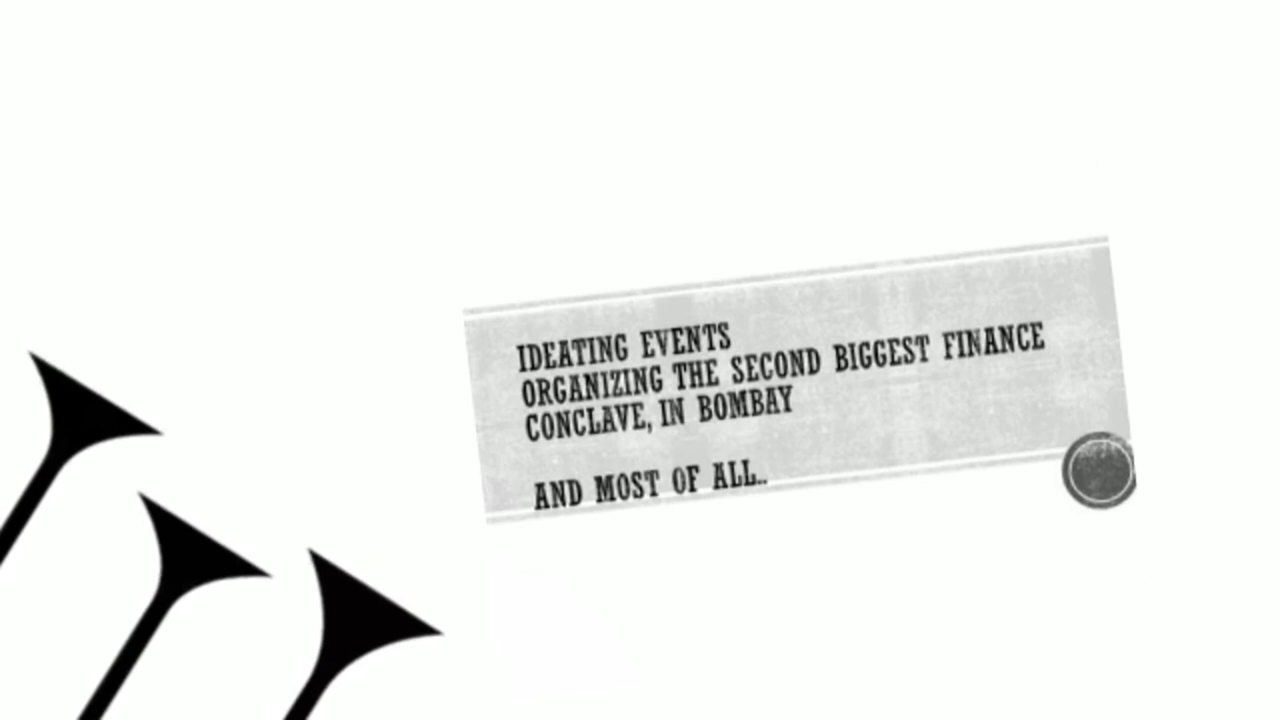 IDEATING EVENTS
ORGANIZING THE SECOND BIGGEST FINANCE
CONCLAVE, IN BOMBAY
AND MOST OF ALL..